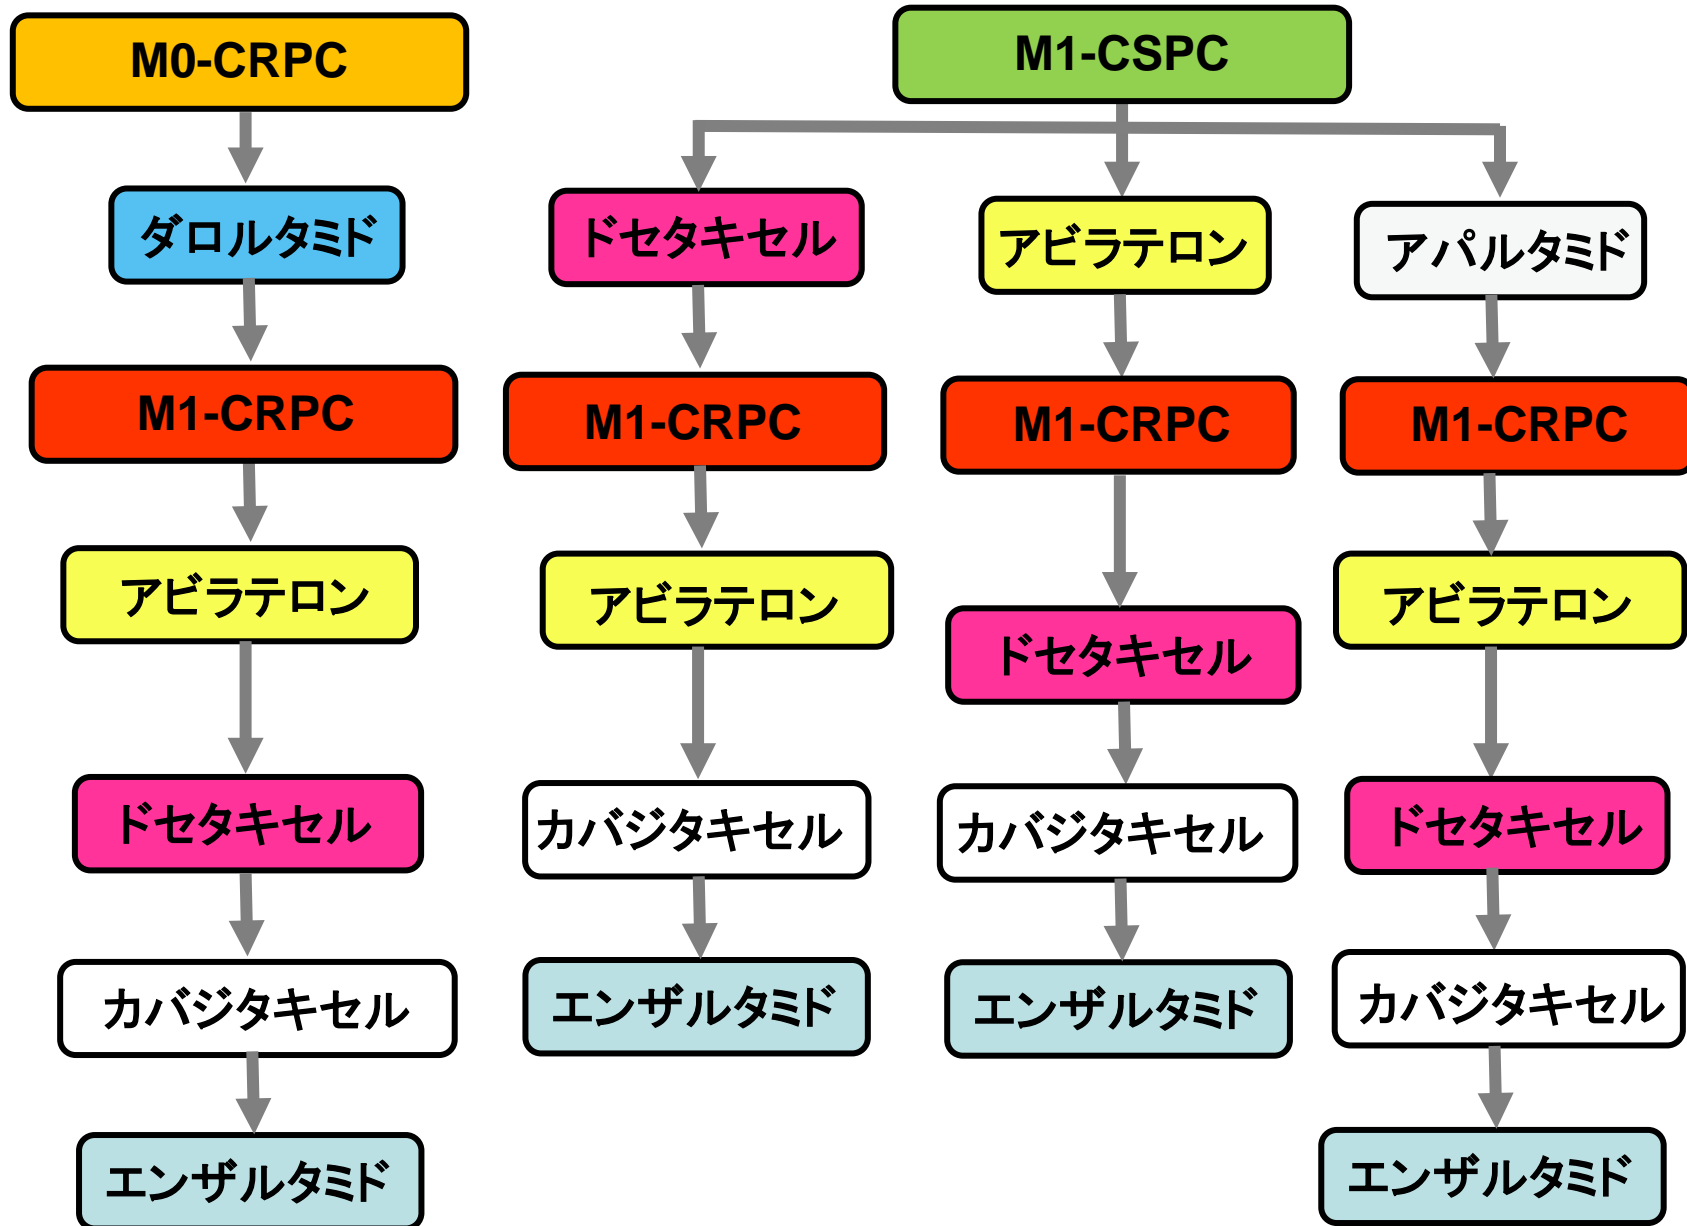 M0-CRPC
ダロルタミド
M1-CRPC
アビラテロン
ドセタキセル
カバジタキセル
エンザルタミド
M1-CSPC
ドセタキセル
M1-CRPC
アビラテロン
カバジタキセル
エンザルタミド
アビラテロン
M1-CRPC
ドセタキセル
カバジタキセル
エンザルタミド
アパルタミド
M1-CRPC
アビラテロン
ドセタキセル
カバジタキセル
エンザルタミド